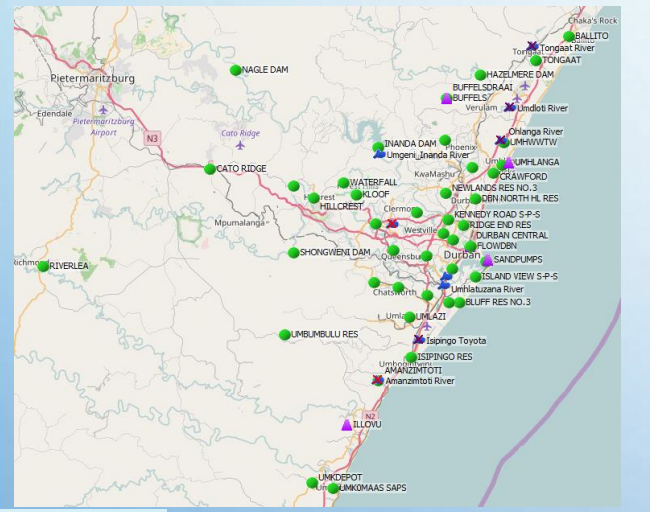 Chaka's Rock
BALLITO
Tongaat River
TONGAAT
NAGLE DAM
HAZELMERE DAM
Pietermaritzburg
BUFFELSDRAAI
BUFFELS
Verulam
Umdloti River
Edendale
Pietermaritzburg
Airport
N3
Cato Ridge
Ohlanga River
UMHWWTW
INANDA DAM
Umgeni_Inanda River
Phoenix
UMHLANGA
CATO RIDGE
KwaMashu
CRAWFORD
WATERFALL
KLOOF
HILLCREST
NEWLANDS RES NO.3
DBN NORTH HL RES
Mpumalanga
KENNEDY ROAD S-P-S
RIDGE END RES
Westville
DURBAN CENTRAL
FLOWDBN
SHONGWENI DAM
Durban
SANDPUMPS
RIVERLEA
ISLAND VIEW S-P-S
Chatsworth
Umhlatuzana River
BLUFF RES NO.3
UMLAZI
UMBUMBULU RES
Isipingo Toyota
ISIPINGO RES
AMANZIMTOTI
Amanzimtoti River
N2
ILLOVU
UMKDEPOT
UMKOMAAS SAPS